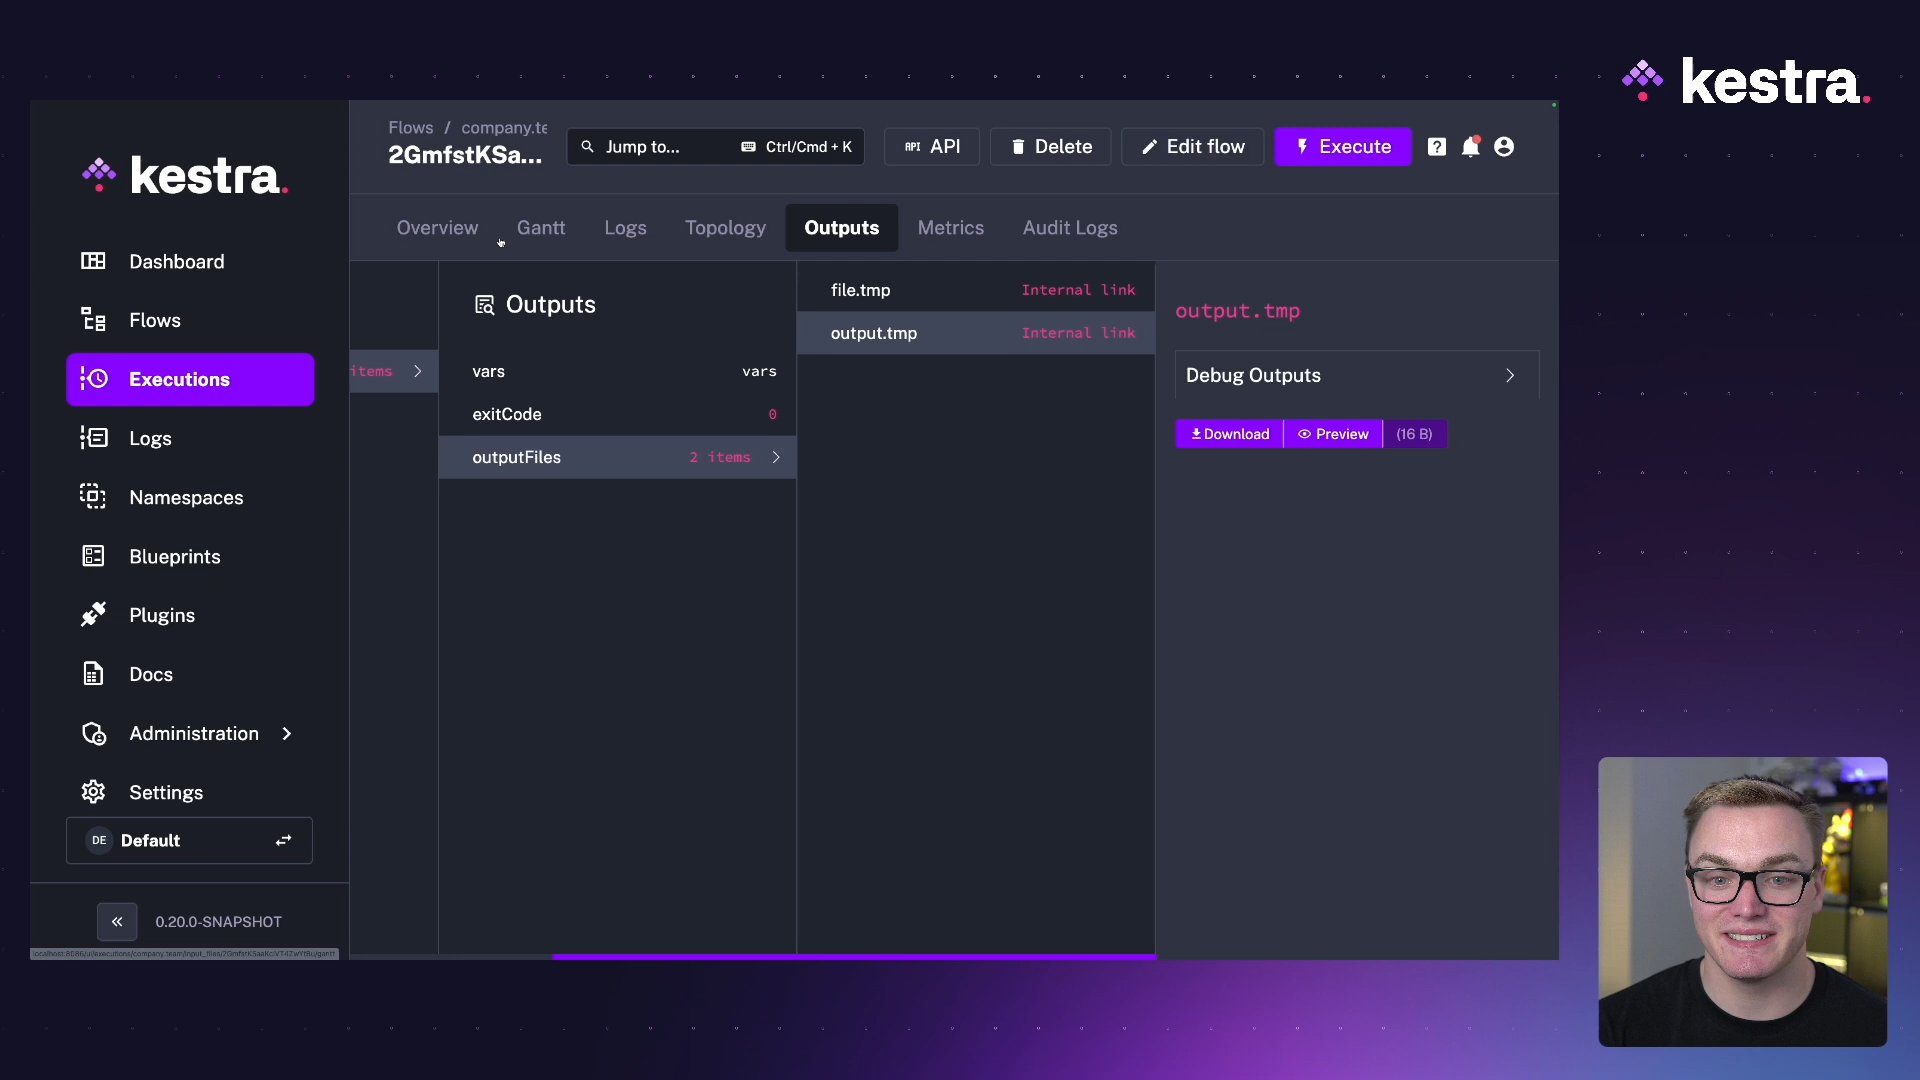 kestra.
kestra.
Dashboard
Flows
Executions
Logs
Namespaces
Blueprints
Plugins
Docs
Administration
Settings
DE Default
0.20.0-SNAPSHOT
Flows / company.te
2GmfstKSa...
Jump to... Ctrl/Cmd + K
API API
Delete
Edit flow
Execute
?
Overview Gantt Logs Topology Outputs Metrics Audit Logs
items
Outputs
vars vars
exitCode 0
outputFiles 2 items
file.tmp Internal link
output.tmp Internal link
output.tmp
Debug Outputs
Download Preview (16 B)